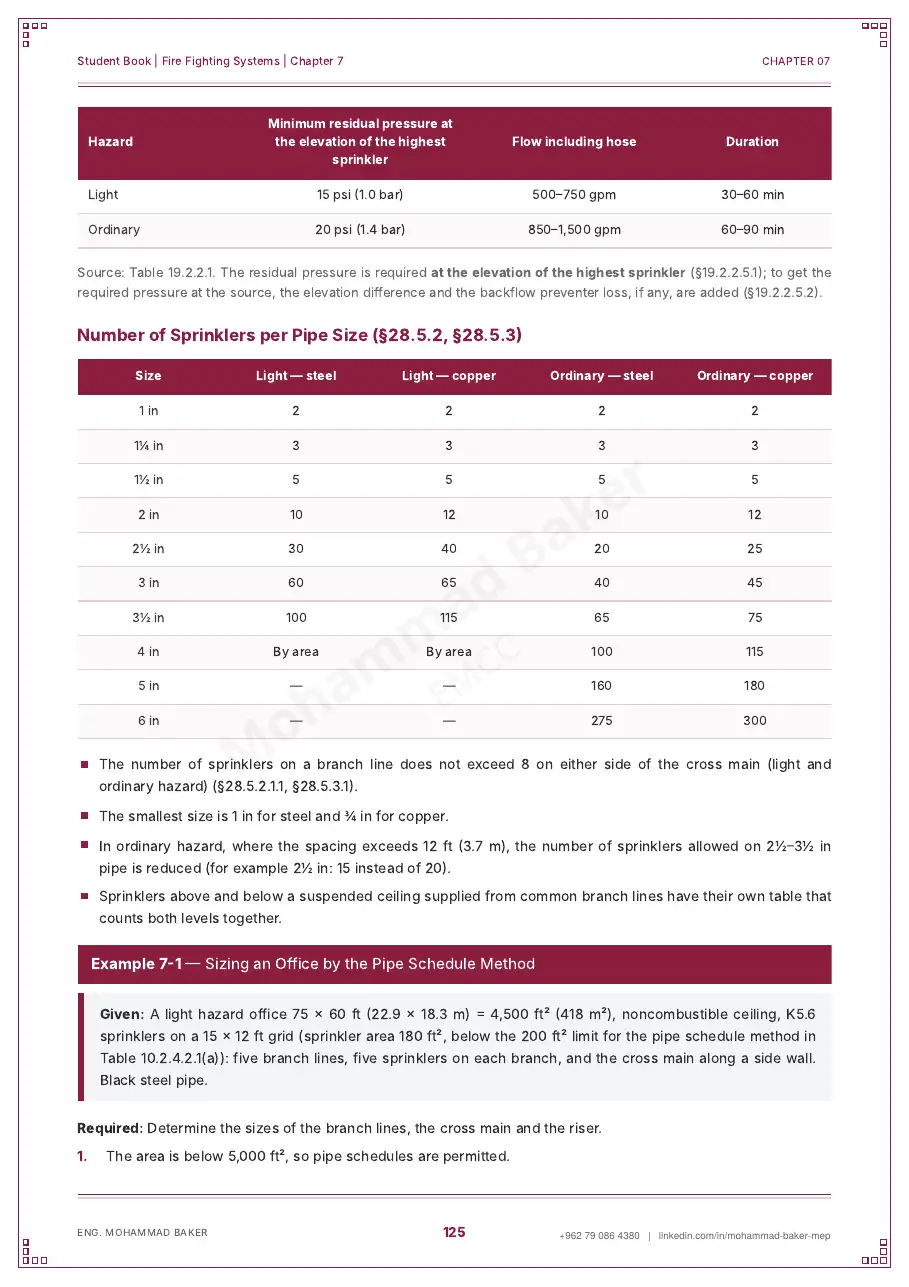 Student Book | Fire Fighting Systems | Chapter 7 CHAPTER 07
Hazard Minimum residual pressure at the elevation of the highest sprinkler Flow including hose Duration
Light 15 psi (1.0 bar) 500–750 gpm 30–60 min
Ordinary 20 psi (1.4 bar) 850–1,500 gpm 60–90 min
Source: Table 19.2.2.1. The residual pressure is required at the elevation of the highest sprinkler (§19.2.2.5.1); to get the
required pressure at the source, the elevation difference and the backflow preventer loss, if any, are added (§19.2.2.5.2).
Number of Sprinklers per Pipe Size (§28.5.2, §28.5.3)
Size Light — steel Light — copper Ordinary — steel Ordinary — copper
1 in 2 2 2 2
1¼ in 3 3 3 3
1½ in 5 5 5 5
2 in 10 12 10 12
2½ in 30 40 20 25
3 in 60 65 40 45
3½ in 100 115 65 75
4 in By area By area 100 115
5 in — — 160 180
6 in — — 275 300
Mohammad Baker
EMCC
The number of sprinklers on a branch line does not exceed 8 on either side of the cross main (light and
ordinary hazard) (§28.5.2.1.1, §28.5.3.1).
The smallest size is 1 in for steel and ¾ in for copper.
In ordinary hazard, where the spacing exceeds 12 ft (3.7 m), the number of sprinklers allowed on 2½–3½ in
pipe is reduced (for example 2½ in: 15 instead of 20).
Sprinklers above and below a suspended ceiling supplied from common branch lines have their own table that
counts both levels together.
Example 7-1 — Sizing an Office by the Pipe Schedule Method
Given: A light hazard office 75 × 60 ft (22.9 × 18.3 m) = 4,500 ft² (418 m²), noncombustible ceiling, K5.6
sprinklers on a 15 × 12 ft grid (sprinkler area 180 ft², below the 200 ft² limit for the pipe schedule method in
Table 10.2.4.2.1(a)): five branch lines, five sprinklers on each branch, and the cross main along a side wall.
Black steel pipe.
Required: Determine the sizes of the branch lines, the cross main and the riser.
1. The area is below 5,000 ft², so pipe schedules are permitted.
ENG. MOHAMMAD BAKER 125 +962 79 086 4380 | linkedin.com/in/mohammad-baker-mep